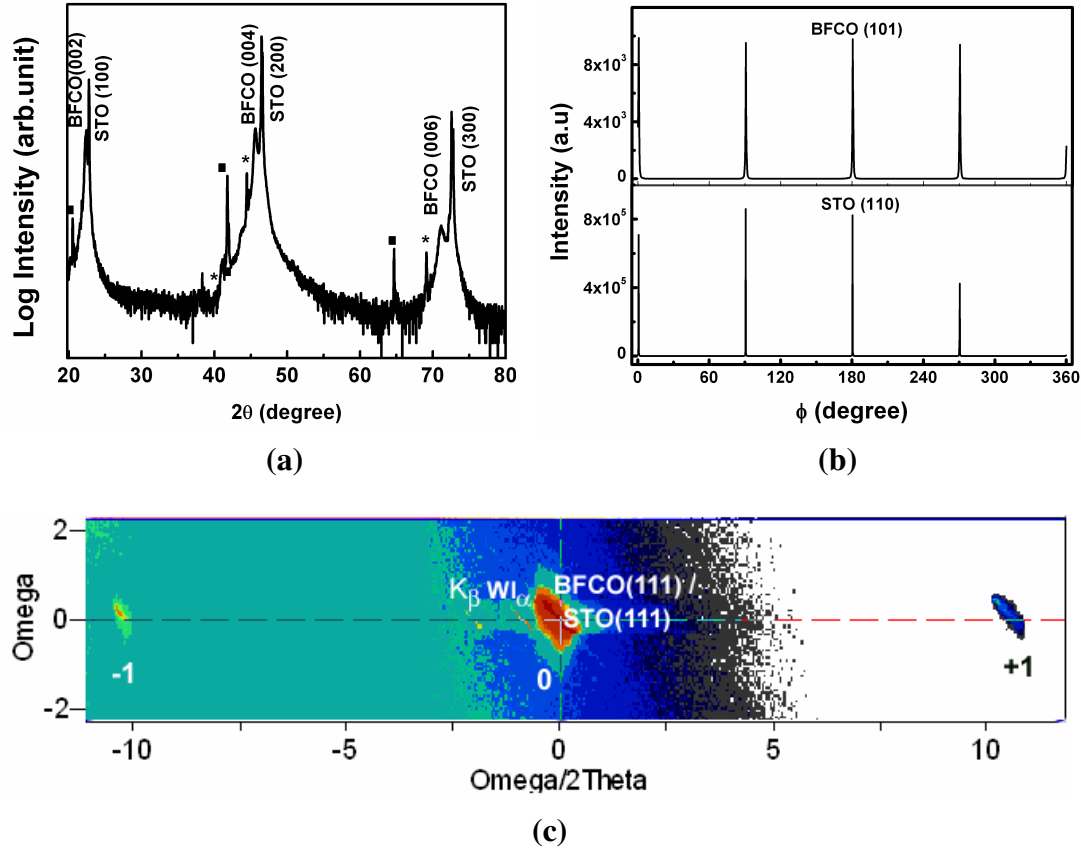 Log Intensity (arb.unit)
BFCO(002)
STO (100)
BFCO (004)
STO (200)
BFCO (006)
STO (300)
*
*
*
20 30 40 50 60 70 80
2θ (degree)
(a)
Intensity (a.u)
BFCO (101)
8x10³
4x10³
0
STO (110)
8x10⁵
4x10⁵
0
0 60 120 180 240 300 360
ϕ (degree)
(b)
Omega
2
0
-2
K_β Wl_α
BFCO(111) /
STO(111)
-1
0
+1
-10 -5 0 5 10
Omega/2Theta
(c)